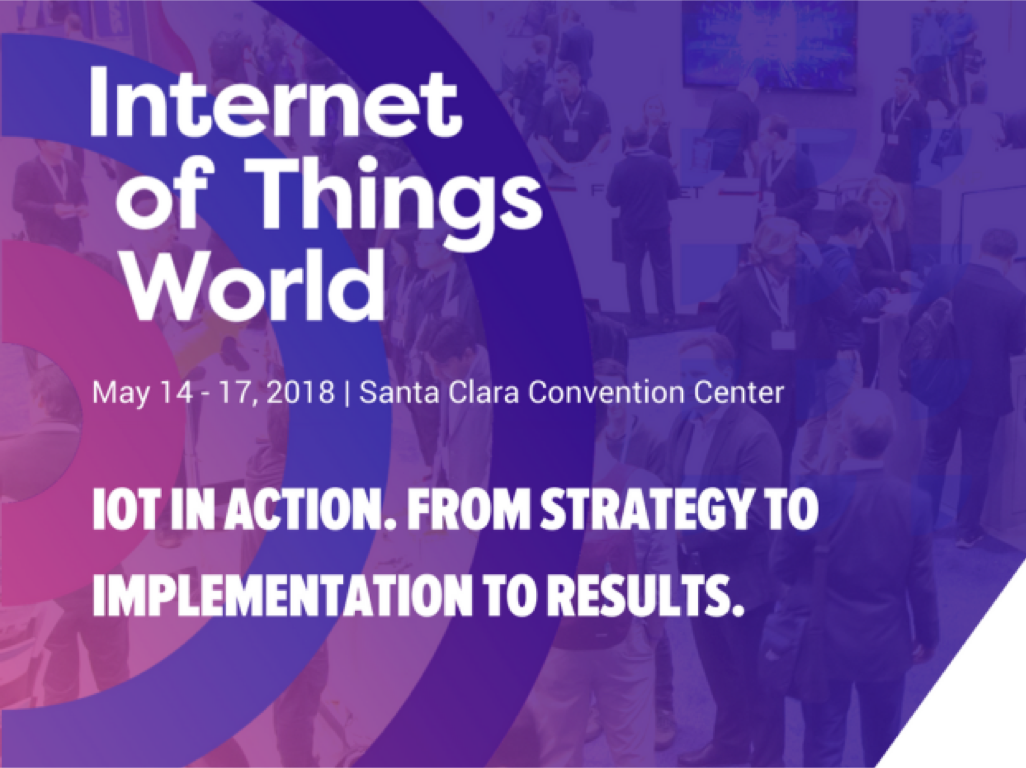 Internet
of Things
World
May 14 - 17, 2018 | Santa Clara Convention Center
IOT IN ACTION. FROM STRATEGY TO
IMPLEMENTATION TO RESULTS.